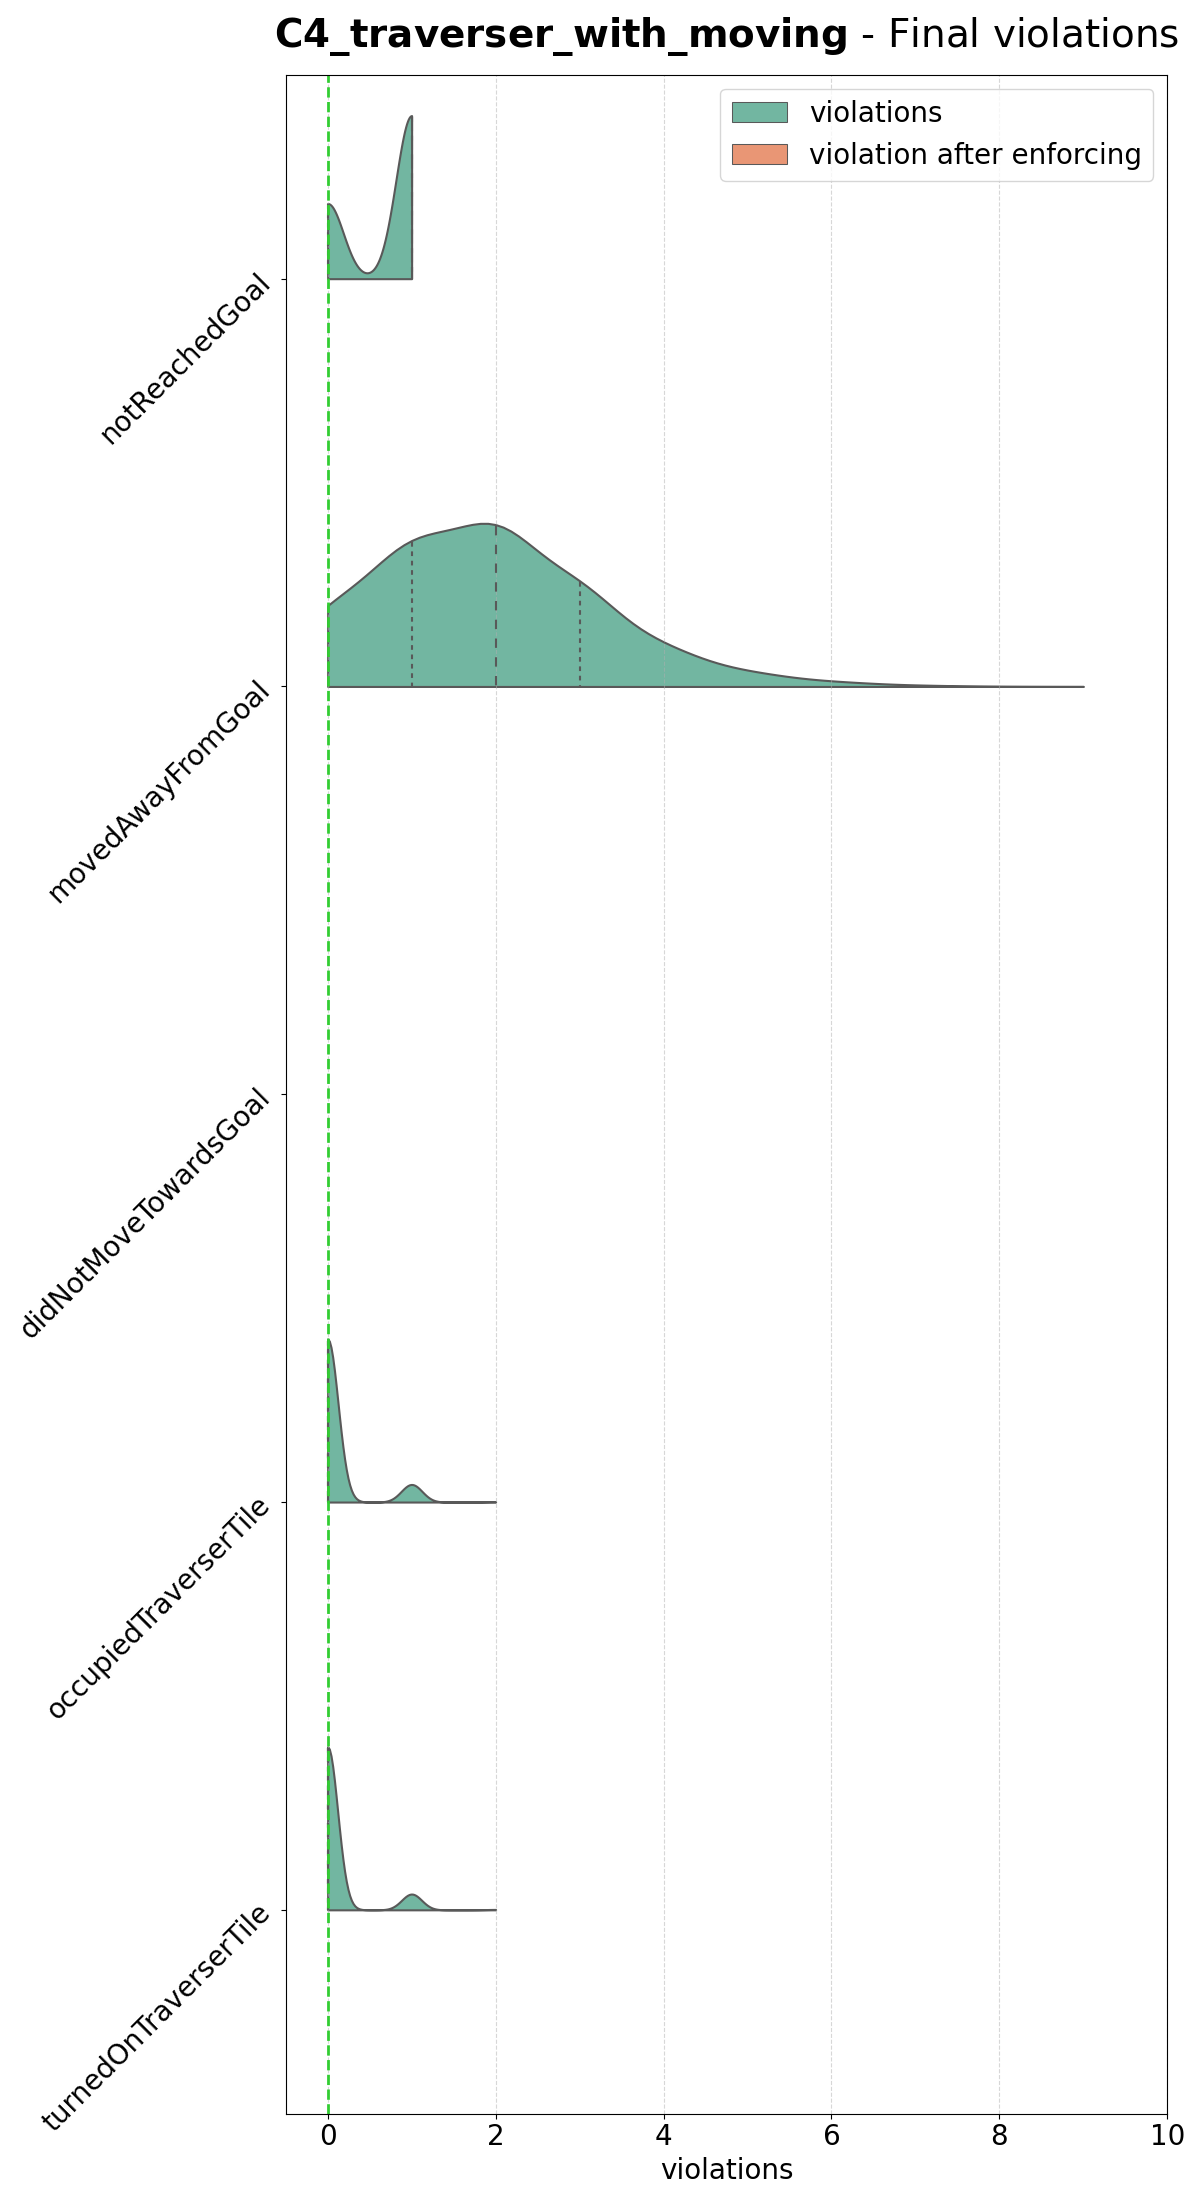 C4_traverser_with_moving - Final violations
violations
violation after enforcing
notReachedGoal
movedAwayFromGoal
didNotMoveTowardsGoal
occupiedTraverserTile
turnedOnTraverserTile
0 2 4 6 8 10
violations